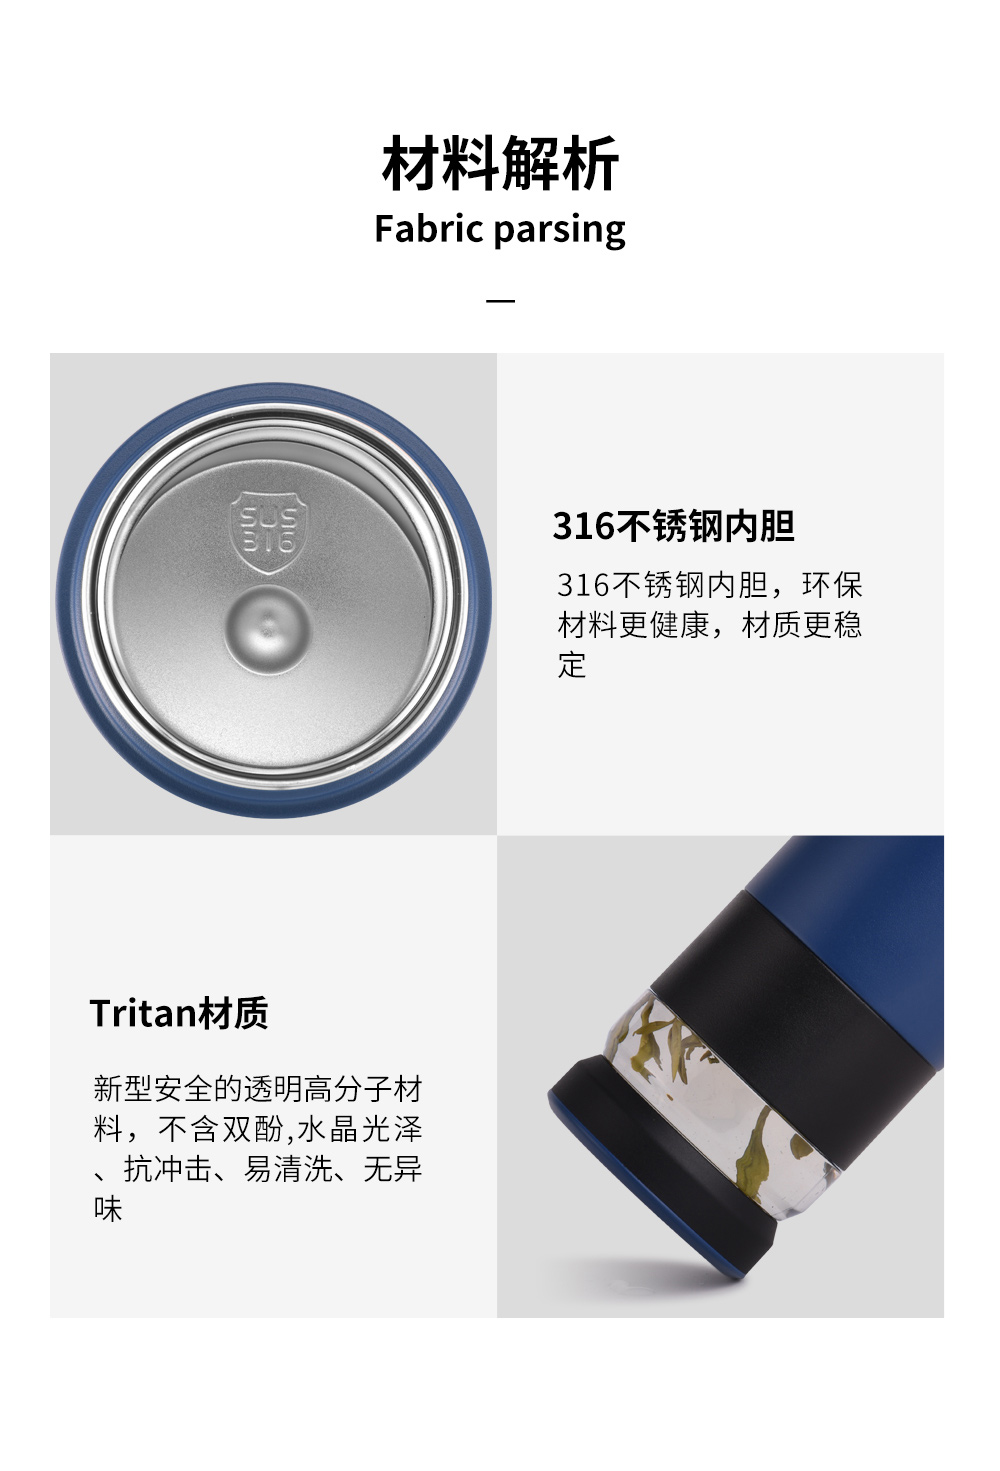 材料解析
Fabric parsing
SUS
316
316不锈钢内胆
316不锈钢内胆，环保
材料更健康，材质更稳
定
Tritan材质
新型安全的透明高分子材
料，不含双酚,水晶光泽
、抗冲击、易清洗、无异
味